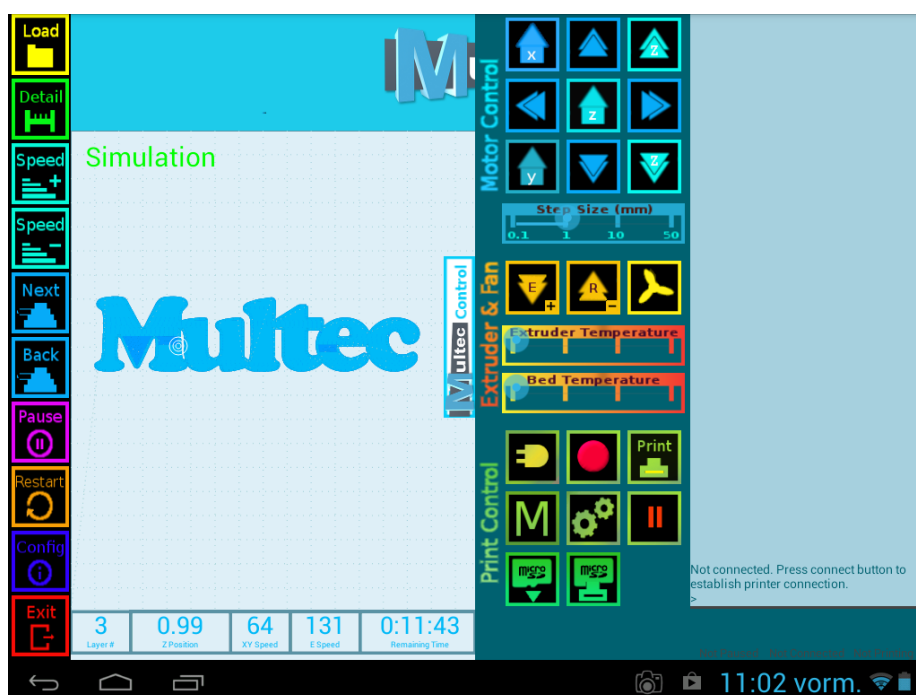 Load
Detail
Speed
Speed
Next
Back
Pause
Restart
Config
Exit
M
Simulation
Multec
Multec Control
3
Layer #
0.99
Z Position
64
XY Speed
131
E Speed
0:11:43
Remaining Time
Motor Control
x
z
z
y
z
Step Size (mm)
0.1 1 10 50
Extruder & Fan
E
R
Extruder Temperature
Bed Temperature
Print Control
Print
M
micro
SD
micro
SD
Not connected. Press connect button to
establish printer connection.
>
11:02 vorm.